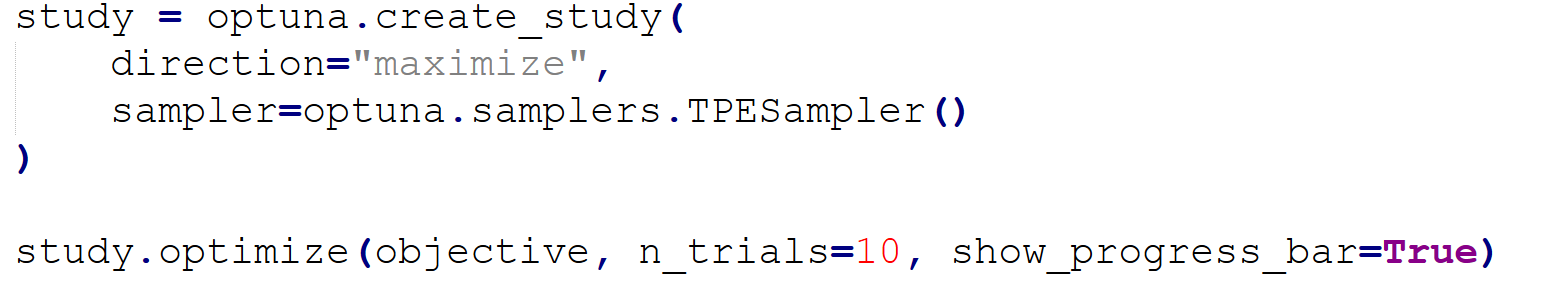 study = optuna.create_study(
    direction="maximize",
    sampler=optuna.samplers.TPESampler()
)
study.optimize(objective, n_trials=10, show_progress_bar=True)